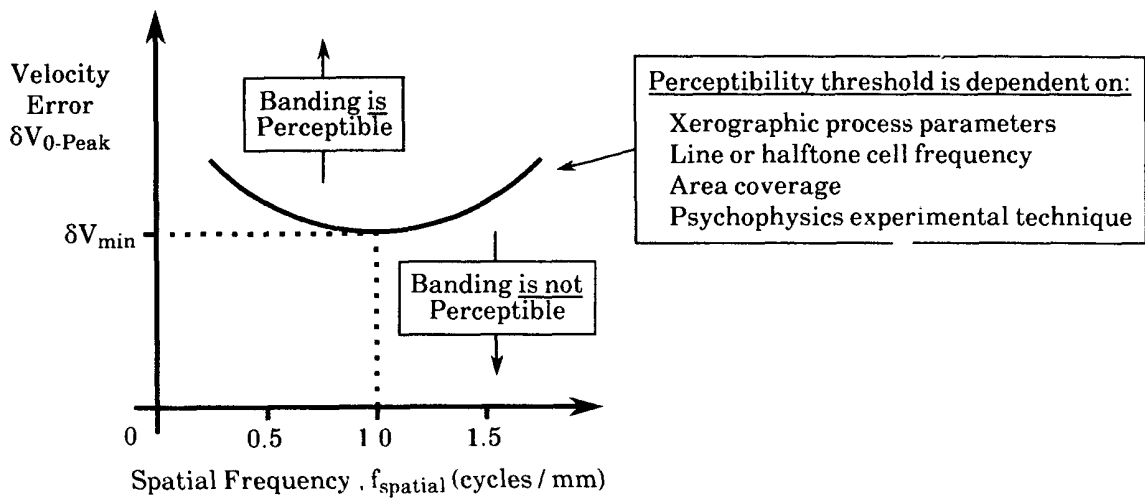 Velocity
Error
δV0-Peak
Banding is
Perceptible
Perceptibility threshold is dependent on:
Xerographic process parameters
Line or halftone cell frequency
Area coverage
Psychophysics experimental technique
δVmin
Banding is not
Perceptible
0
0.5
1 0
1.5
Spatial Frequency , fspatial (cycles / mm)